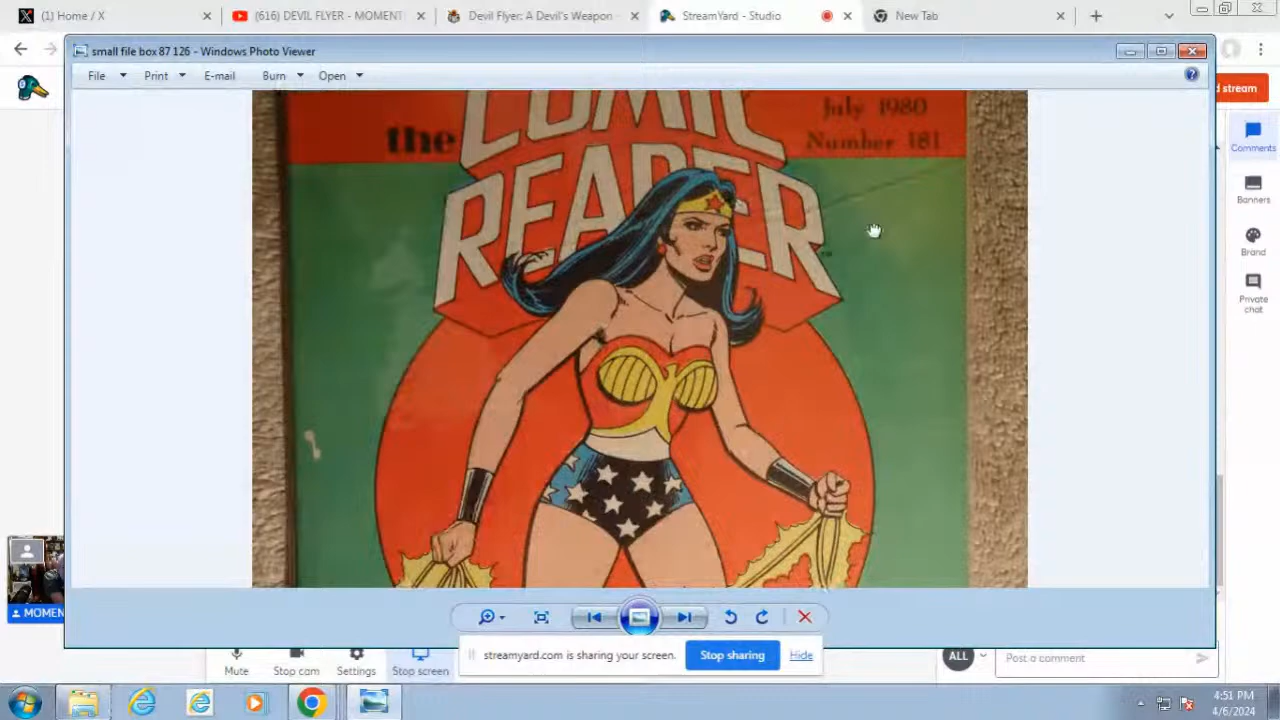 (1) Home / X
(616) DEVIL FLYER - MOMENT
Devil Flyer: A Devil's Weapon -
StreamYard - Studio
New Tab
small file box 87 126 - Windows Photo Viewer
File
Print
E-mail
Burn
Open
d stream
the COMIC READER
July 1980
Number 181
TM
Comments
Banners
Brand
Private chat
MOMEN
streamyard.com is sharing your screen.
Stop sharing
Hide
Mute
Stop cam
Settings
Stop screen
ALL
Post a comment
4:51 PM
4/6/2024